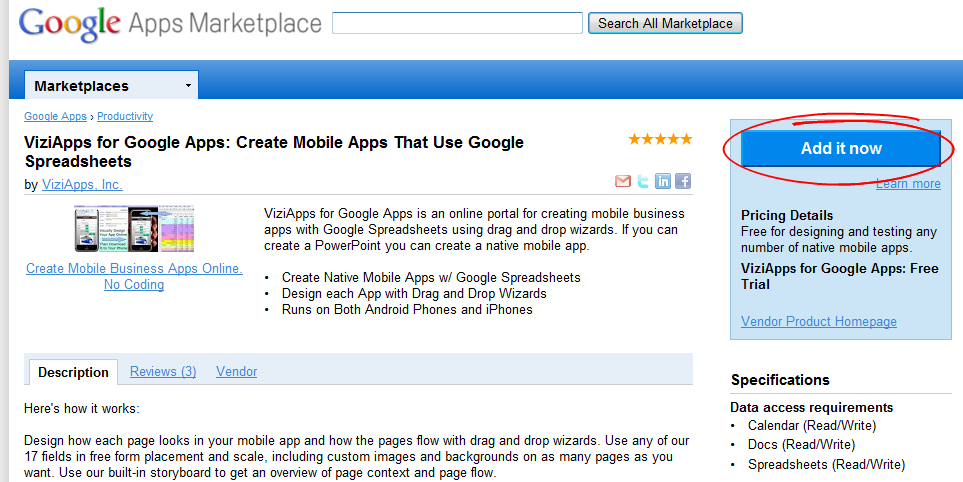 Google Apps Marketplace
Search All Marketplace
Marketplaces
Google Apps › Productivity
ViziApps for Google Apps: Create Mobile Apps That Use Google
Spreadsheets
by ViziApps, Inc.
Create Mobile Business Apps Online.
No Coding
ViziApps for Google Apps is an online portal for creating mobile business
apps with Google Spreadsheets using drag and drop wizards. If you can
create a PowerPoint you can create a native mobile app.
• Create Native Mobile Apps w/ Google Spreadsheets
• Design each App with Drag and Drop Wizards
• Runs on Both Android Phones and iPhones
Add it now
Learn more
Pricing Details
Free for designing and testing any
number of native mobile apps.
ViziApps for Google Apps: Free
Trial
Vendor Product Homepage
Description Reviews (3) Vendor
Here's how it works:
Design how each page looks in your mobile app and how the pages flow with drag and drop wizards. Use any of our
17 fields in free form placement and scale, including custom images and backgrounds on as many pages as you
want. Use our built-in storyboard to get an overview of page context and page flow.
Specifications
Data access requirements
• Calendar (Read/Write)
• Docs (Read/Write)
• Spreadsheets (Read/Write)